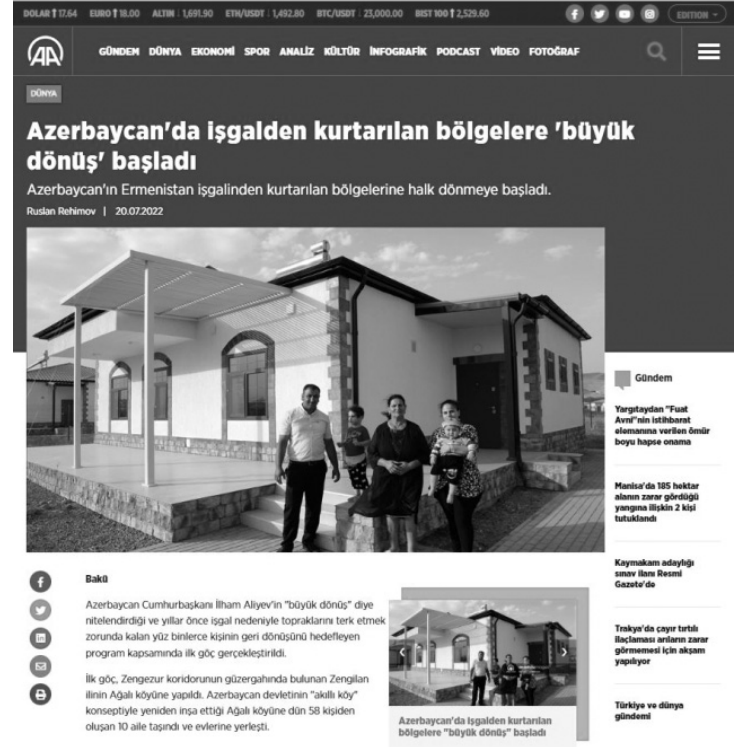 DOLAR 17.64 EURO 18.00 ALTIN 1,691.90 ETH/USDT 1,492.80 BTC/USDT 23,000.00 BIST 100 2,529.60
EDITION
AA GÜNDEM DÜNYA EKONOMİ SPOR ANALİZ KÜLTÜR İNFOGRAFİK PODCAST VİDEO FOTOĞRAF
DÜNYA
Azerbaycan'da işgalden kurtarılan bölgelere 'büyük
dönüş' başladı
Azerbaycan'ın Ermenistan işgalinden kurtarılan bölgelerine halk dönmeye başladı.
Ruslan Rehimov | 20.07.2022
Gündem
Yargıtaydan "Fuat
Avni"nin istihbarat
elemanına verilen ömür
boyu hapse onama
Manisa'da 185 hektar
alanın zarar gördüğü
yangına ilişkin 2 kişi
tutuklandı
Kaymakam adaylığı
sınav ilanı Resmi
Gazete'de
Trakya'da çayır tırtılı
ilaçlaması arıların zarar
görmemesi için akşam
yapılıyor
Türkiye ve dünya
gündemi
Bakü
Azerbaycan Cumhurbaşkanı İlham Aliyev'in "büyük dönüş" diye
nitelendirdiği ve yıllar önce işgal nedeniyle topraklarını terk etmek
zorunda kalan yüz binlerce kişinin geri dönüşünü hedefleyen
program kapsamında ilk göç gerçekleştirildi.
İlk göç, Zengezur koridorunun güzergahında bulunan Zengilan
ilinin Ağalı köyüne yapıldı. Azerbaycan devletinin "akıllı köy"
konseptiyle yeniden inşa ettiği Ağalı köyüne dün 58 kişiden
oluşan 10 aile taşındı ve evlerine yerleşti.
Azerbaycan'da işgalden kurtarılan
bölgelere "büyük dönüş" başladı